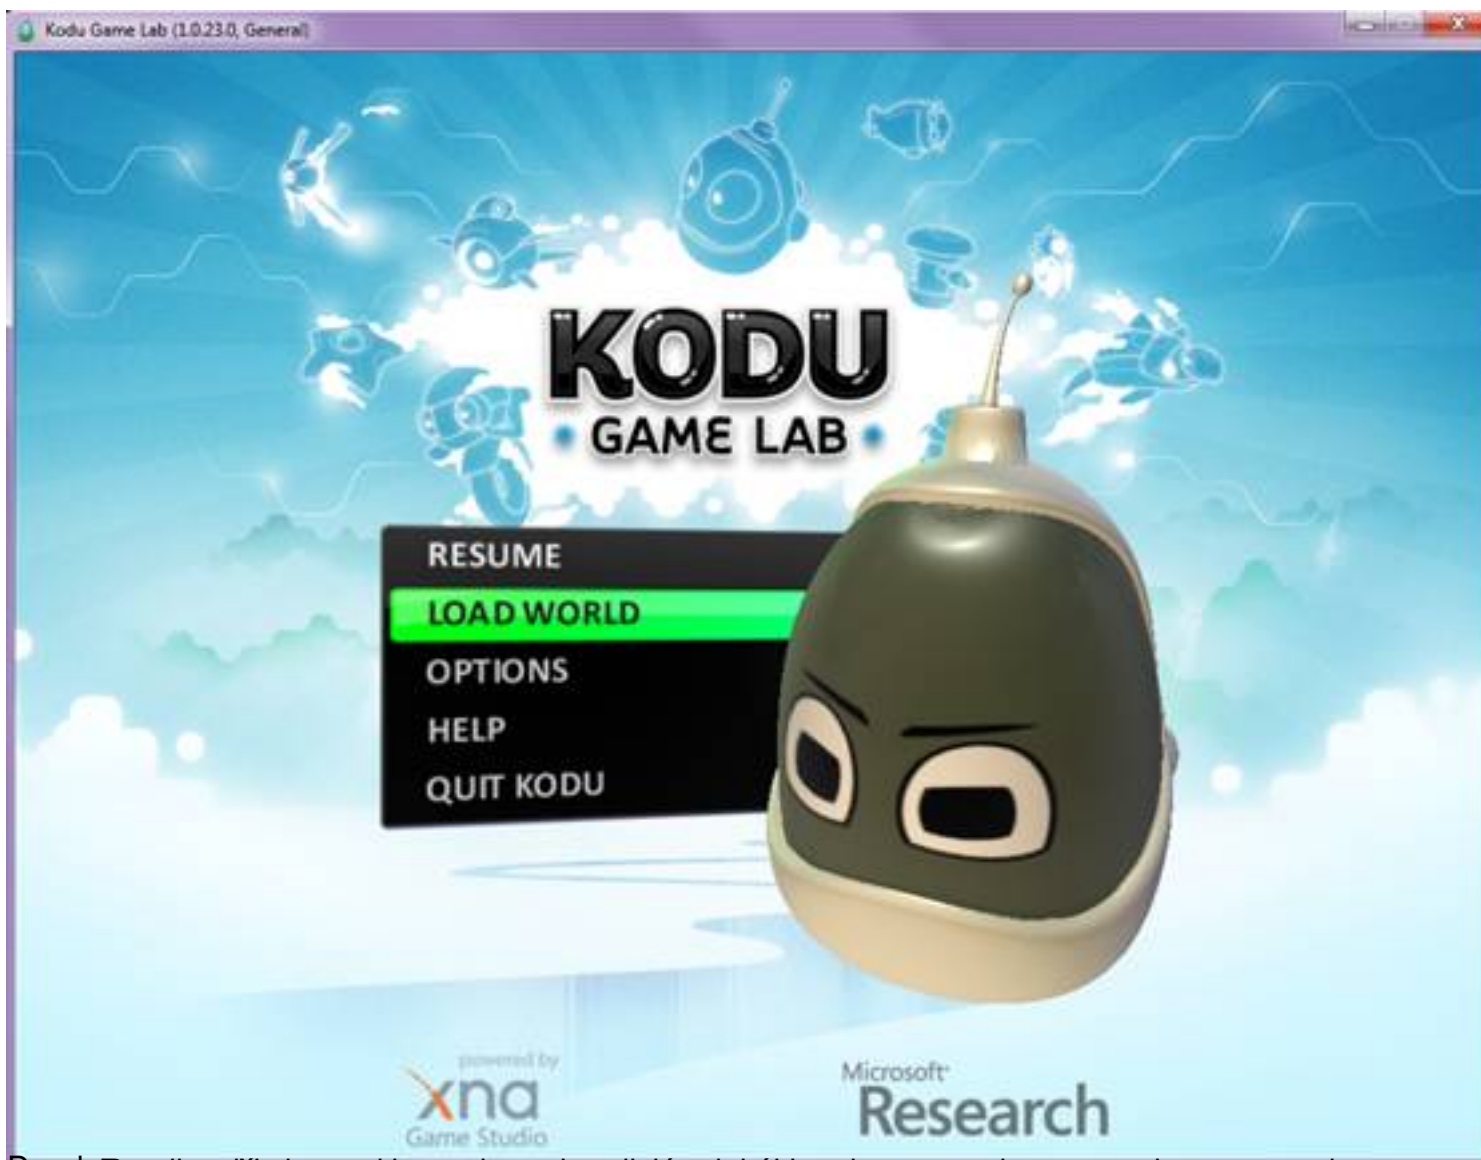 Kodu Game Lab (1.0.23.0, General)
KODU
GAME LAB
RESUME
LOAD WORLD
OPTIONS
HELP
QUIT KODU
powered by
xna
Game Studio
Microsoft
Research